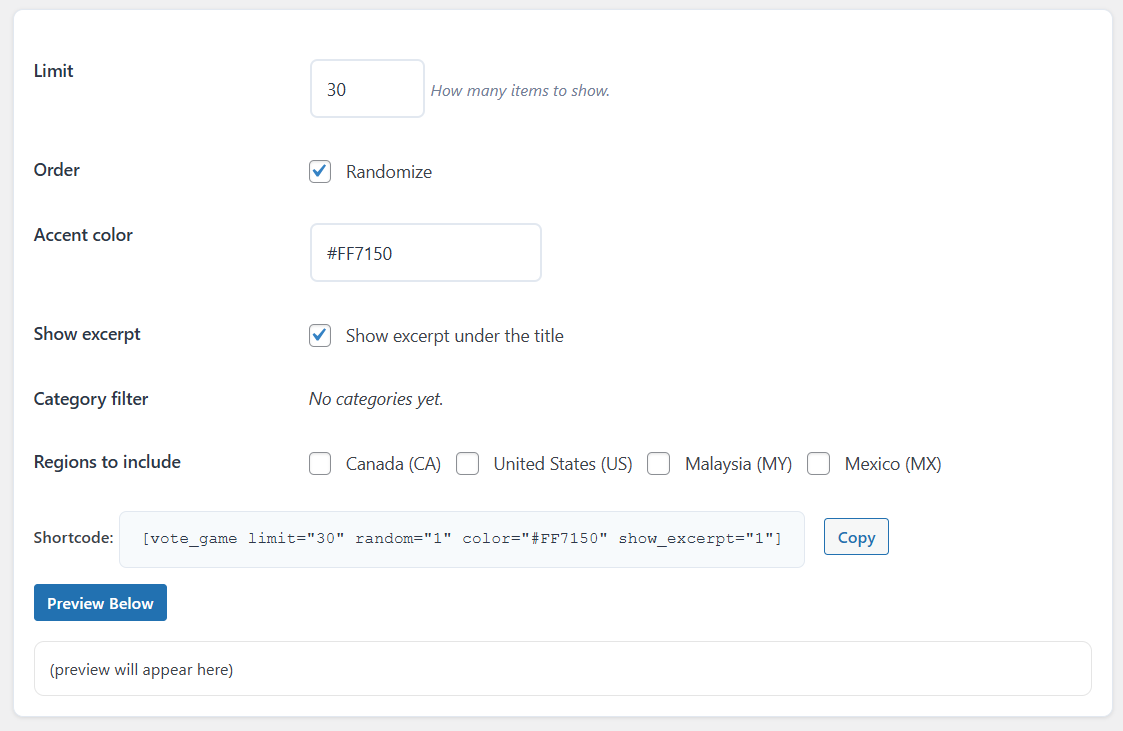 Limit
30
How many items to show.
Order
Randomize
Accent color
#FF7150
Show excerpt
Show excerpt under the title
Category filter
No categories yet.
Regions to include
Canada (CA)
United States (US)
Malaysia (MY)
Mexico (MX)
Shortcode:
[vote_game limit="30" random="1" color="#FF7150" show_excerpt="1"]
Copy
Preview Below
(preview will appear here)